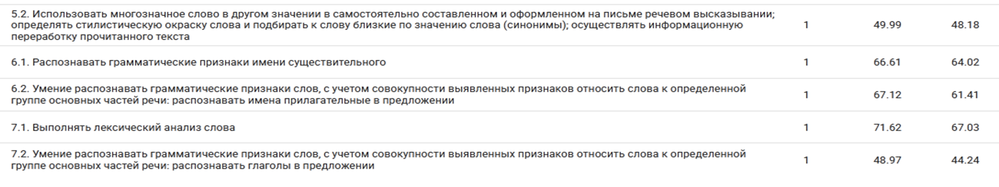 5.2. Использовать многозначное слово в другом значении в самостоятельно составленном и оформленном на письме речевом высказывании;
определять стилистическую окраску слова и подбирать к слову близкие по значению слова (синонимы); осуществлять информационную
переработку прочитанного текста
1 49.99 48.18
6.1. Распознавать грамматические признаки имени существительного 1 66.61 64.02
6.2. Умение распознавать грамматические признаки слов, с учетом совокупности выявленных признаков относить слова к определенной
группе основных частей речи: распознавать имена прилагательные в предложении
1 67.12 61.41
7.1. Выполнять лексический анализ слова 1 71.62 67.03
7.2. Умение распознавать грамматические признаки слов, с учетом совокупности выявленных признаков относить слова к определенной
группе основных частей речи: распознавать глаголы в предложении
1 48.97 44.24